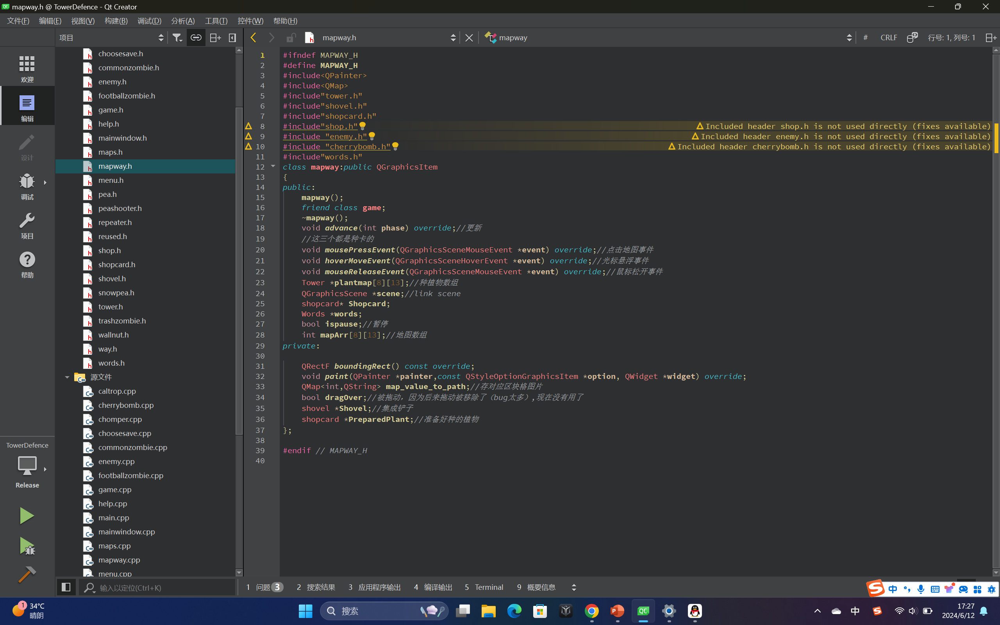 mapway.h @ TowerDefence - Qt Creator
文件(F) 编辑(E) 视图(V) 构建(B) 调试(D) 分析(A) 工具(T) 控件(W) 帮助(H)
项目
mapway.h
mapway
# CRLF 行号: 1, 列号: 1
欢迎
编辑
设计
调试
项目
帮助
TowerDefence
Release
choosesave.h
commonzombie.h
enemy.h
footballzombie.h
game.h
help.h
mainwindow.h
maps.h
mapway.h
menu.h
pea.h
peashooter.h
repeater.h
reused.h
shop.h
shopcard.h
shovel.h
snowpea.h
tower.h
trashzombie.h
wallnut.h
way.h
words.h
源文件
caltrop.cpp
cherrybomb.cpp
chomper.cpp
choosesave.cpp
commonzombie.cpp
enemy.cpp
footballzombie.cpp
game.cpp
help.cpp
main.cpp
mainwindow.cpp
maps.cpp
mapway.cpp
menu.cpp
1 #ifndef MAPWAY_H
2 #define MAPWAY_H
3 #include<QPainter>
4 #include<QMap>
5 #include"tower.h"
6 #include"shovel.h"
7 #include"shopcard.h"
8 #include"shop.h" Included header shop.h is not used directly (fixes available)
9 #include "enemy.h" Included header enemy.h is not used directly (fixes available)
10 #include "cherrybomb.h" Included header cherrybomb.h is not used directly (fixes available)
11 #include"words.h"
12 class mapway:public QGraphicsItem
13 {
14 public:
15 mapway();
16 friend class game;
17 ~mapway();
18 void advance(int phase) override;//更新
19 //这三个都是种卡的
20 void mousePressEvent(QGraphicsSceneMouseEvent *event) override;//点击地图事件
21 void hoverMoveEvent(QGraphicsSceneHoverEvent *event) override;//光标悬浮事件
22 void mouseReleaseEvent(QGraphicsSceneMouseEvent *event) override;//鼠标松开事件
23 Tower *plantmap[8][13];//种植物数组
24 QGraphicsScene *scene;//link scene
25 shopcard* Shopcard;
26 Words *words;
27 bool ispause;//暂停
28 int mapArr[8][13];//地图数组
29 private:
30
31 QRectF boundingRect() const override;
32 void paint(QPainter *painter,const QStyleOptionGraphicsItem *option, QWidget *widget) override;
33 QMap<int,QString> map_value_to_path;//存对应区块格图片
34 bool dragOver;//被拖动，因为后来拖动被移除了（bug太多）,现在没有用了
35 shovel *Shovel;//集成铲子
36 shopcard *PreparedPlant;//准备好种的植物
37 };
38
39 #endif // MAPWAY_H
40
输入以定位(Ctrl+K)
1 问题 3 2 搜索结果 3 应用程序输出 4 编译输出 5 Terminal 9 概要信息
中
1 34°C
晴朗
搜索
中
17:27
2024/6/12